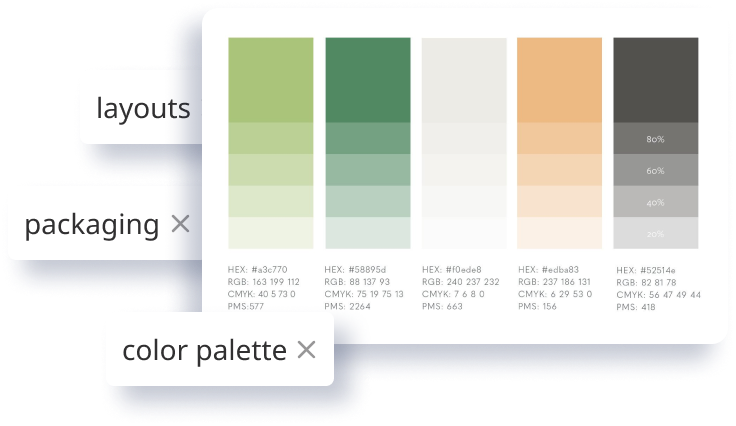 layouts
packaging
color palette
80%
60%
40%
20%
HEX: #a3c770
RGB: 163 199 112
CMYK: 40 5 73 0
PMS:577
HEX: #58895d
RGB: 88 137 93
CMYK: 75 19 75 13
PMS: 2264
HEX: #f0ede8
RGB: 240 237 232
CMYK: 7 6 8 0
PMS: 663
HEX: #edba83
RGB: 237 186 131
CMYK: 6 29 53 0
PMS: 156
HEX: #52514e
RGB: 82 81 78
CMYK: 56 47 49 44
PMS: 418